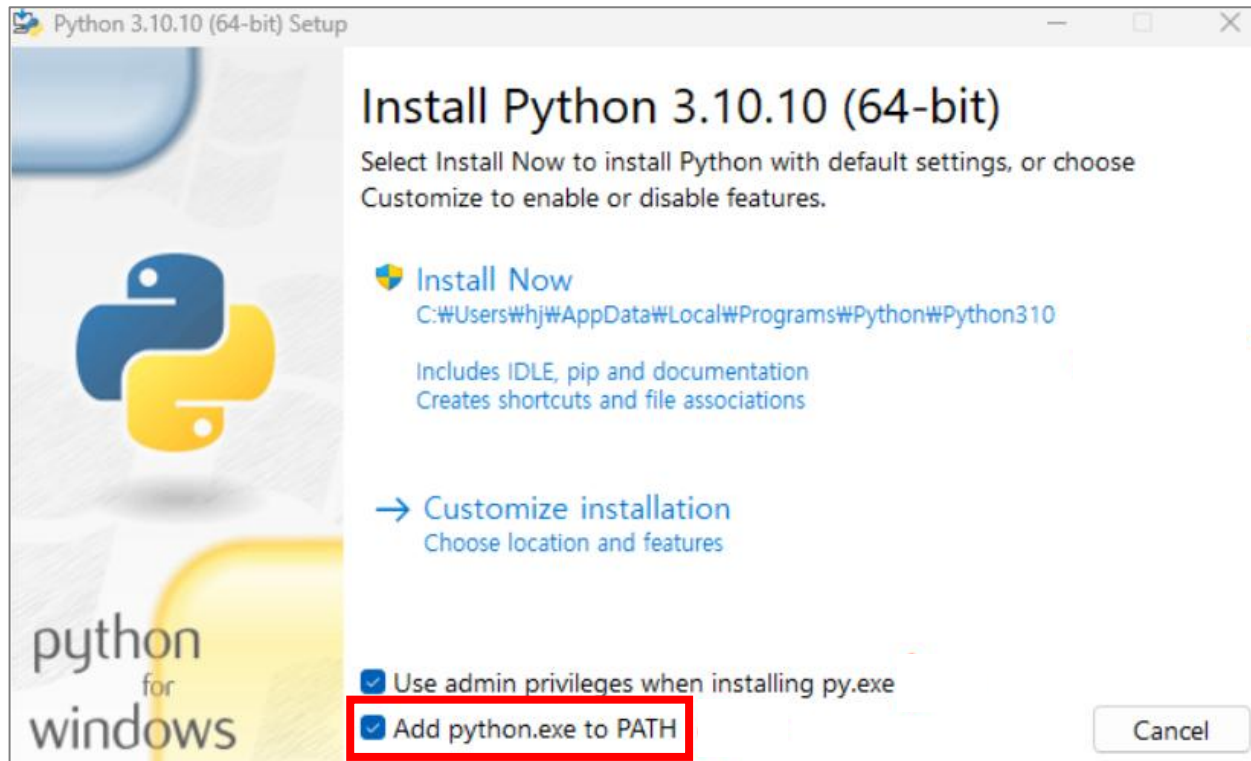 Python 3.10.10 (64-bit) Setup
Install Python 3.10.10 (64-bit)
Select Install Now to install Python with default settings, or choose
Customize to enable or disable features.
Install Now
C:₩Users₩hj₩AppData₩Local₩Programs₩Python₩Python310
Includes IDLE, pip and documentation
Creates shortcuts and file associations
Customize installation
Choose location and features
python
for
windows
Use admin privileges when installing py.exe
Add python.exe to PATH
Cancel